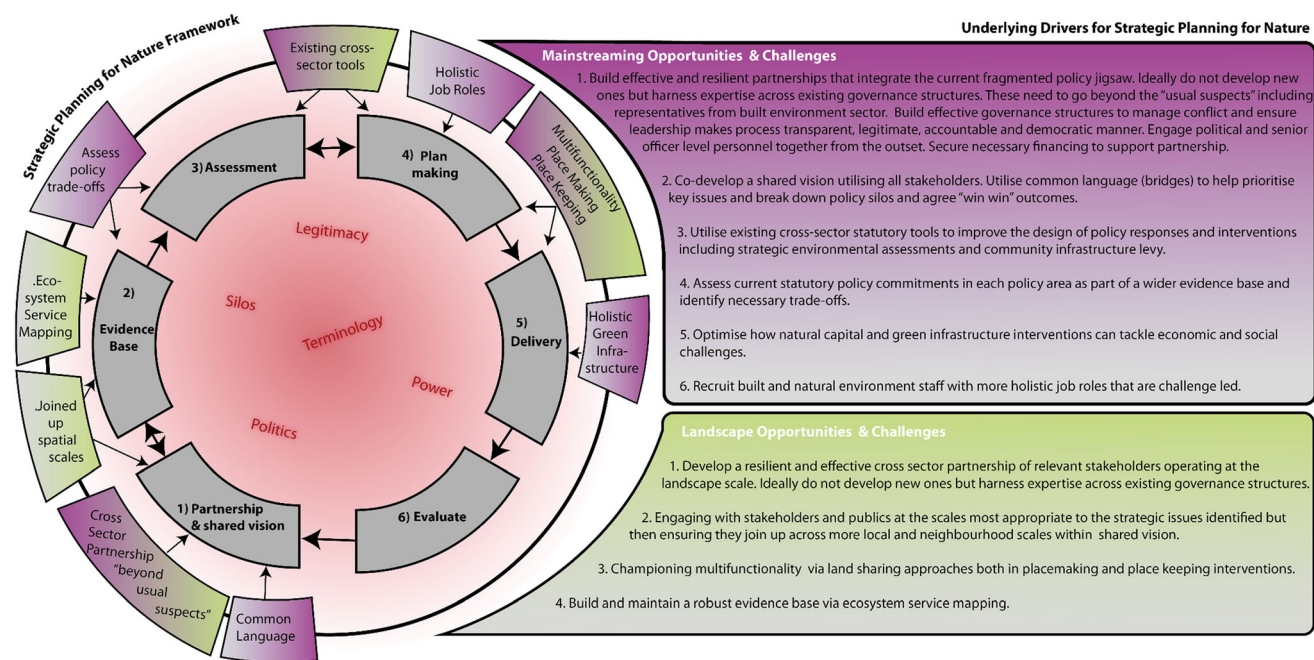 Strategic Planning for Nature Framework
Underlying Drivers for Strategic Planning for Nature
Existing cross-
sector tools
Holistic
Job Roles
Multifunctionality
Place Making
Place Keeping
Holistic
Green
Infra-
structure
Assess
policy
trade-offs
.Eco-
system
Service
Mapping
.Joined
up
spatial
scales
Cross
Sector
Partnership
"beyond
usual
suspects"
Common
Language
3) Assessment
4) Plan
making
2)
Evidence
Base
5)
Delivery
1) Partnership
& shared vision
6) Evaluate
Legitimacy
Silos
Terminology
Power
Politics
Mainstreaming Opportunities & Challenges
1. Build effective and resilient partnerships that integrate the current fragmented policy jigsaw. Ideally do not develop new
ones but harness expertise across existing governance structures. These need to go beyond the "usual suspects" including
representatives from built environment sector. Build effective governance structures to manage conflict and ensure
leadership makes process transparent, legitimate, accountable and democratic manner. Engage political and senior
officer level personnel together from the outset. Secure necessary financing to support partnership.
2. Co-develop a shared vision utilising all stakeholders. Utilise common language (bridges) to help prioritise
key issues and break down policy silos and agree "win win" outcomes.
3. Utilise existing cross-sector statutory tools to improve the design of policy responses and interventions
including strategic environmental assessments and community infrastructure levy.
4. Assess current statutory policy commitments in each policy area as part of a wider evidence base and
identify necessary trade-offs.
5. Optimise how natural capital and green infrastructure interventions can tackle economic and social
challenges.
6. Recruit built and natural environment staff with more holistic job roles that are challenge led.
Landscape Opportunities & Challenges
1. Develop a resilient and effective cross sector partnership of relevant stakeholders operating at the
landscape scale. Ideally do not develop new ones but harness expertise across existing governance structures.
2. Engaging with stakeholders and publics at the scales most appropriate to the strategic issues identified but
then ensuring they join up across more local and neighbourhood scales within shared vision.
3. Championing multifunctionality via land sharing approaches both in placemaking and place keeping interventions.
4. Build and maintain a robust evidence base via ecosystem service mapping.